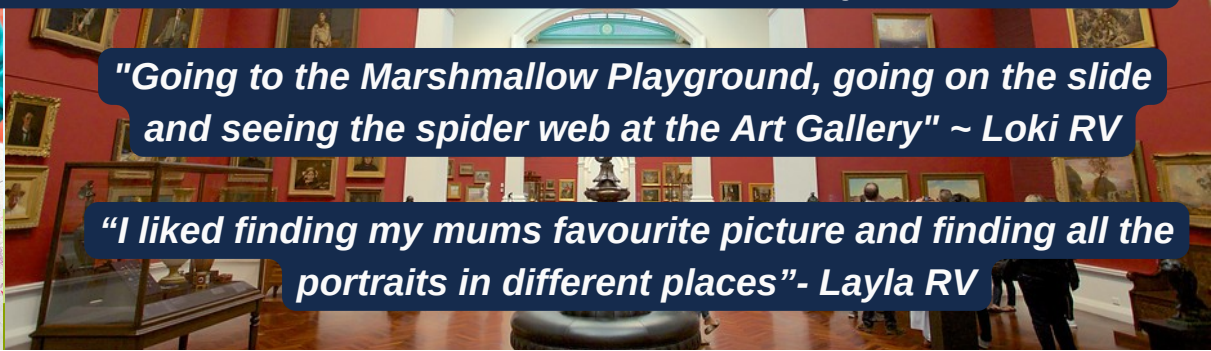 "Going to the Marshmallow Playground, going on the slide
and seeing the spider web at the Art Gallery" ~ Loki RV
“I liked finding my mums favourite picture and finding all the
portraits in different places”- Layla RV